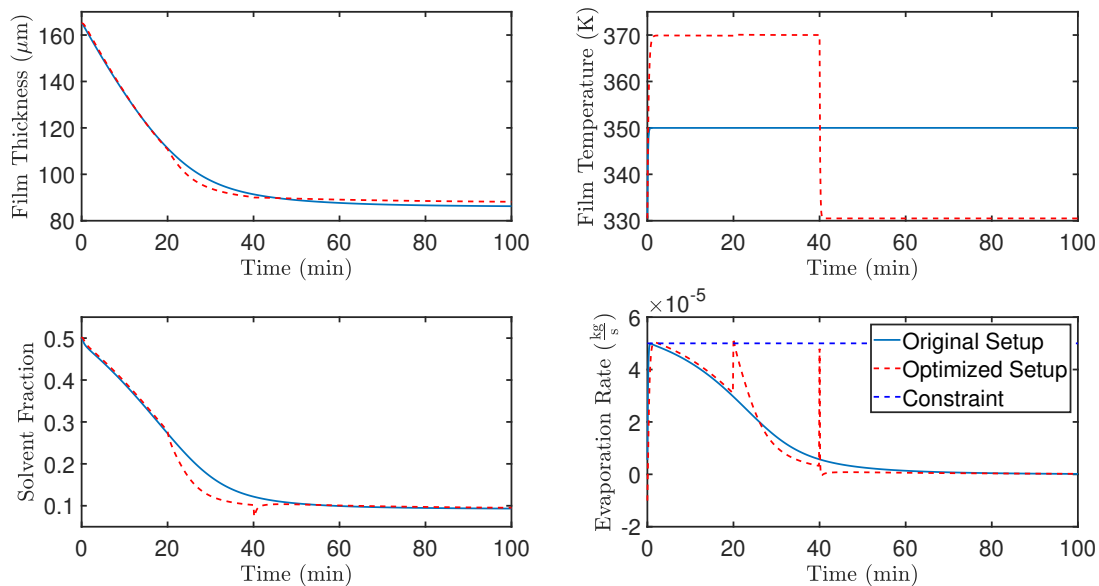 160
140
120
100
80
Film Thickness (μm)
0 20 40 60 80 100
Time (min)
370
360
350
340
330
Film Temperature (K)
0 20 40 60 80 100
Time (min)
0.5
0.4
0.3
0.2
0.1
Solvent Fraction
0 20 40 60 80 100
Time (min)
×10⁻⁵
6
4
2
0
-2
Evaporation Rate (kg/s)
Original Setup
Optimized Setup
Constraint
0 20 40 60 80 100
Time (min)